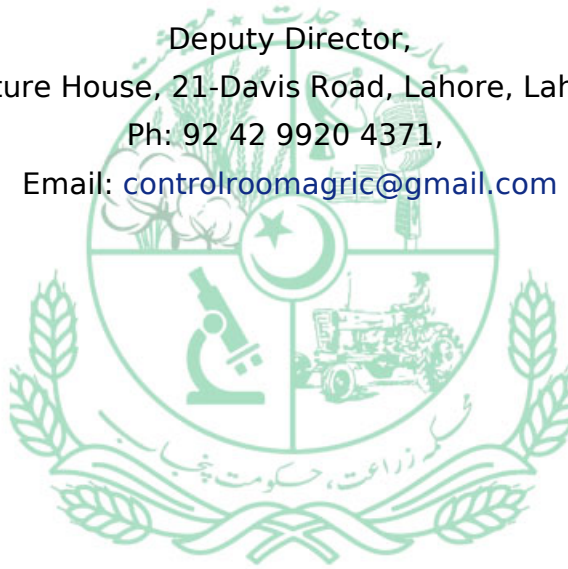 جدت
Deputy Director,
ture House, 21-Davis Road, Lahore, Lah
Ph: 92 42 9920 4371,
Email: controlroomagric@gmail.com
محکمہ زراعت، حکومت پنجاب